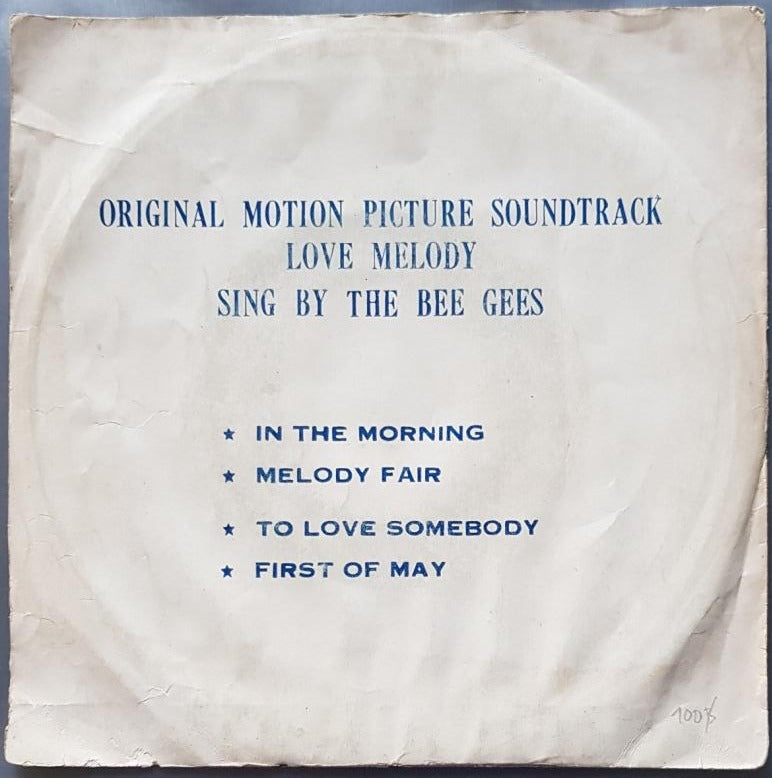 ORIGINAL MOTION PICTURE SOUNDTRACK
LOVE MELODY
SING BY THE BEE GEES
★ IN THE MORNING
★ MELODY FAIR
★ TO LOVE SOMEBODY
★ FIRST OF MAY